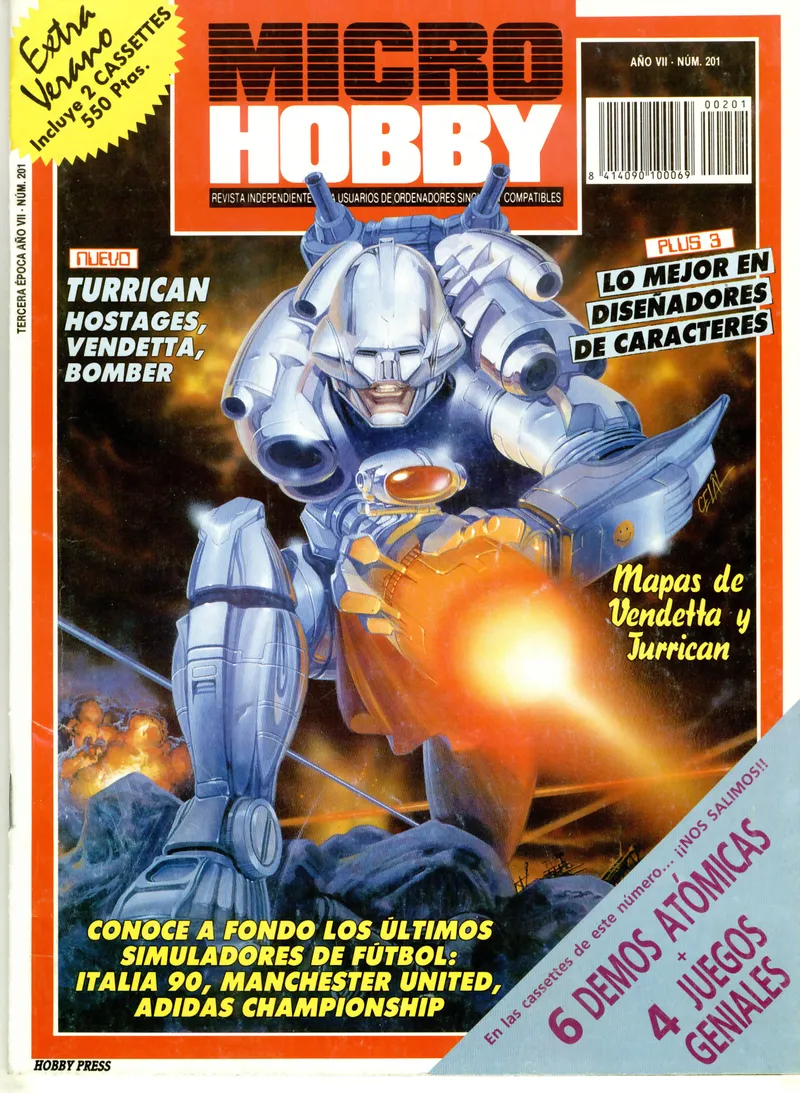 Extra
Verano
Incluye 2 CASSETTES
550 Ptas.
MICRO
HOBBY
REVISTA INDEPENDIENTE USUARIOS DE ORDENADORES COMPATIBLES
AÑO VII · NÚM. 201
00201
8 414090 100069
TERCERA ÉPOCA AÑO VII · NÚM. 201
NUEVO
TURRICAN
HOSTAGES,
VENDETTA,
BOMBER
PLUS 3
LO MEJOR EN
DISEÑADORES
DE CARACTERES
CELÁL
Mapas de
Vendetta y
Turrican
CONOCE A FONDO LOS ÚLTIMOS
SIMULADORES DE FÚTBOL:
ITALIA 90, MANCHESTER UNITED,
ADIDAS CHAMPIONSHIP
En las cassettes de este número... ¡¡NOS SALIMOS!!
6 DEMOS ATÓMICAS
+
4 JUEGOS
GENIALES
HOBBY PRESS